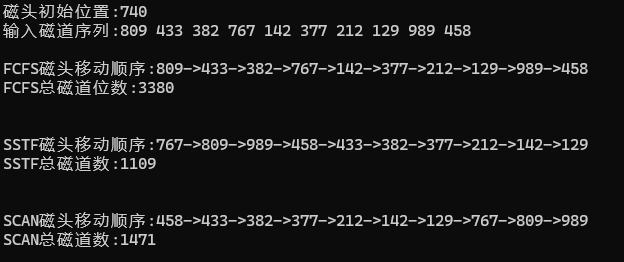 磁头初始位置:740
输入磁道序列:809 433 382 767 142 377 212 129 989 458
FCFS磁头移动顺序:809->433->382->767->142->377->212->129->989->458
FCFS总磁道位数:3380
SSTF磁头移动顺序:767->809->989->458->433->382->377->212->142->129
SSTF总磁道数:1109
SCAN磁头移动顺序:458->433->382->377->212->142->129->767->809->989
SCAN总磁道数:1471